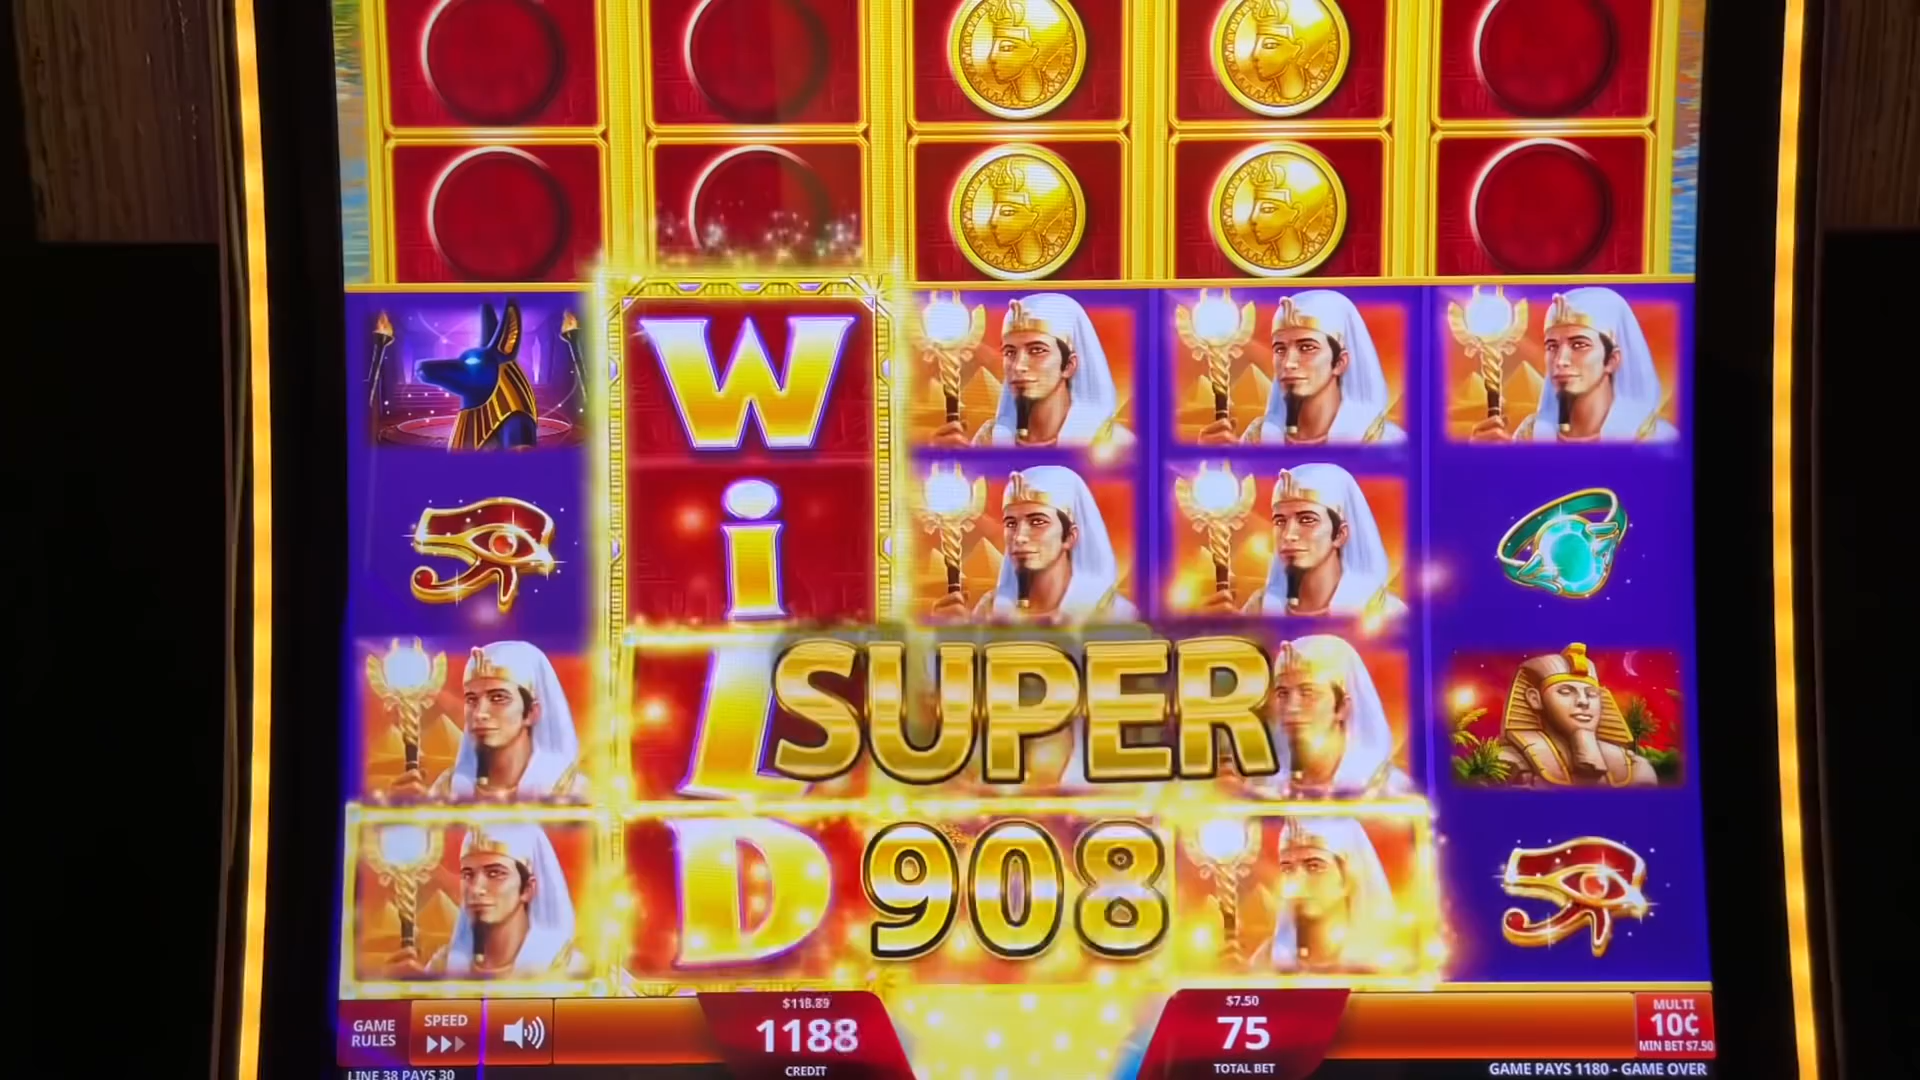 WiLD
SUPER
908
GAME
RULES
SPEED
$118.89
1188
CREDIT
$7.50
75
TOTAL BET
MULTI
10¢
MIN BET $7.50
LINE 38 PAYS 30
GAME PAYS 1180 - GAME OVER